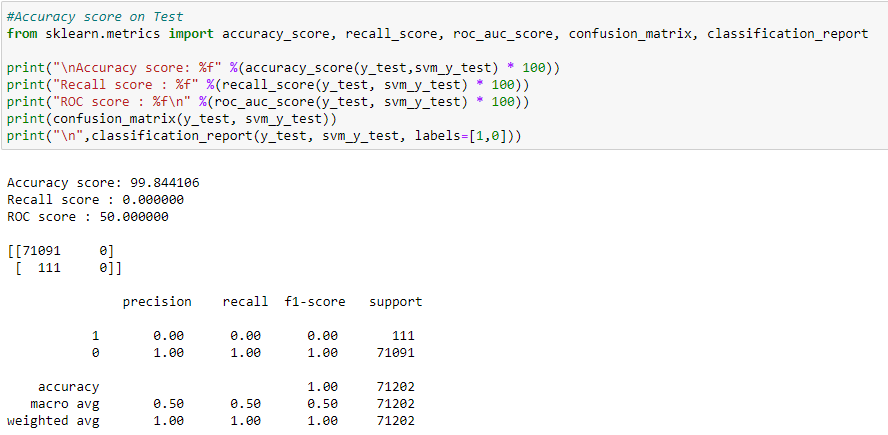 #Accuracy score on Test
from sklearn.metrics import accuracy_score, recall_score, roc_auc_score, confusion_matrix, classification_report
print("\nAccuracy score: %f" %(accuracy_score(y_test,svm_y_test) * 100))
print("Recall score : %f" %(recall_score(y_test, svm_y_test) * 100))
print("ROC score : %f\n" %(roc_auc_score(y_test, svm_y_test) * 100))
print(confusion_matrix(y_test, svm_y_test))
print("\n",classification_report(y_test, svm_y_test, labels=[1,0]))
Accuracy score: 99.844106
Recall score : 0.000000
ROC score : 50.000000
[[71091     0]
 [  111     0]]
              precision    recall  f1-score   support
           1       0.00      0.00      0.00       111
           0       1.00      1.00      1.00     71091
    accuracy                           1.00     71202
   macro avg       0.50      0.50      0.50     71202
weighted avg       1.00      1.00      1.00     71202